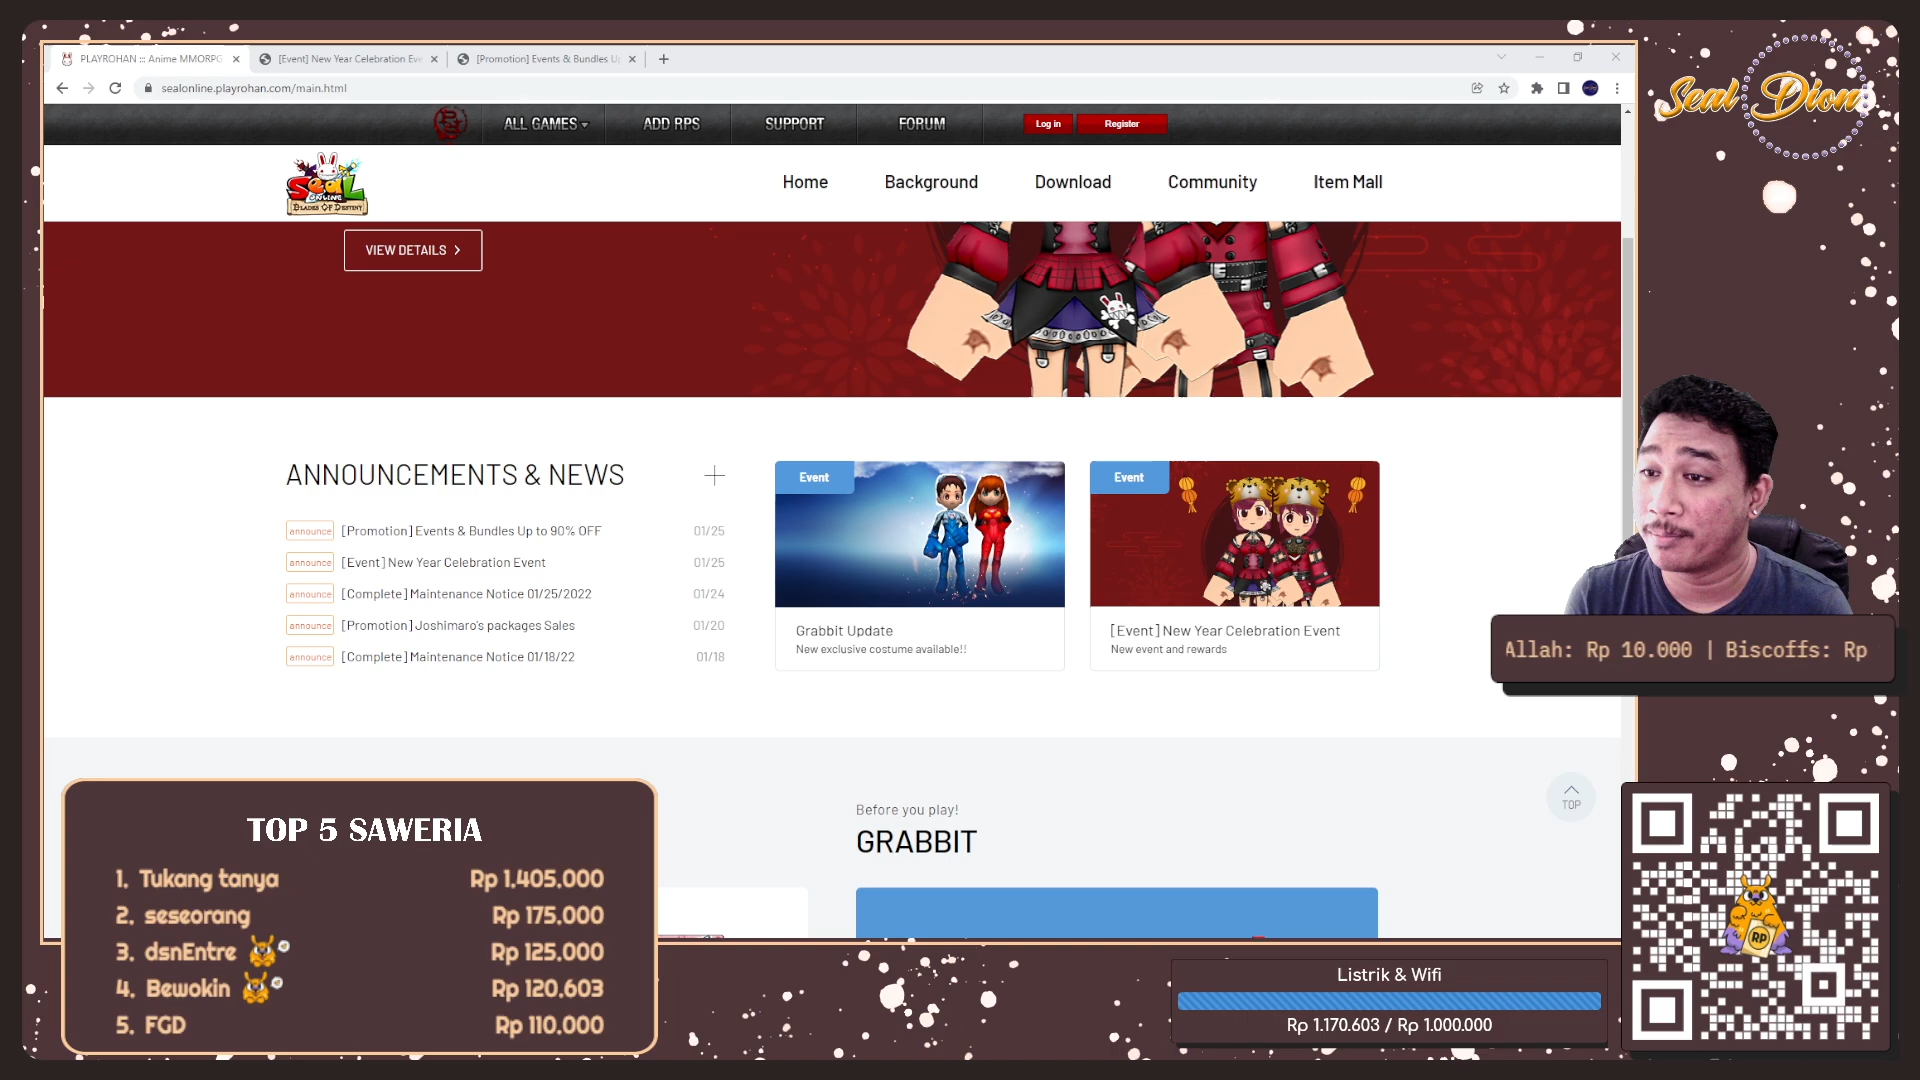 PLAYROHAN ::: Anime MMORPG
[Event] New Year Celebration Eve
[Promotion] Events & Bundles Up
sealonline.playrohan.com/main.html
ALL GAMES
ADD RPS
SUPPORT
FORUM
Log in
Register
SeaL
ONLINE
BLADES OF DESTINY
Home
Background
Download
Community
Item Mall
Seal Dion
VIEW DETAILS >
ANNOUNCEMENTS & NEWS
announce [Promotion] Events & Bundles Up to 90% OFF 01/25
announce [Event] New Year Celebration Event 01/25
announce [Complete] Maintenance Notice 01/25/2022 01/24
announce [Promotion] Joshimaro's packages Sales 01/20
announce [Complete] Maintenance Notice 01/18/22 01/18
Event
Grabbit Update
New exclusive costume available!!
Event
[Event] New Year Celebration Event
New event and rewards
Allah: Rp 10.000 | Biscoffs: Rp
Before you play!
GRABBIT
TOP
TOP 5 SAWERIA
1. Tukang tanya Rp 1.405.000
2. seseorang Rp 175.000
3. dsnEntre Rp 125.000
4. Bewokin Rp 120.603
5. FGD Rp 110.000
Listrik & Wifi
Rp 1.170.603 / Rp 1.000.000
RP